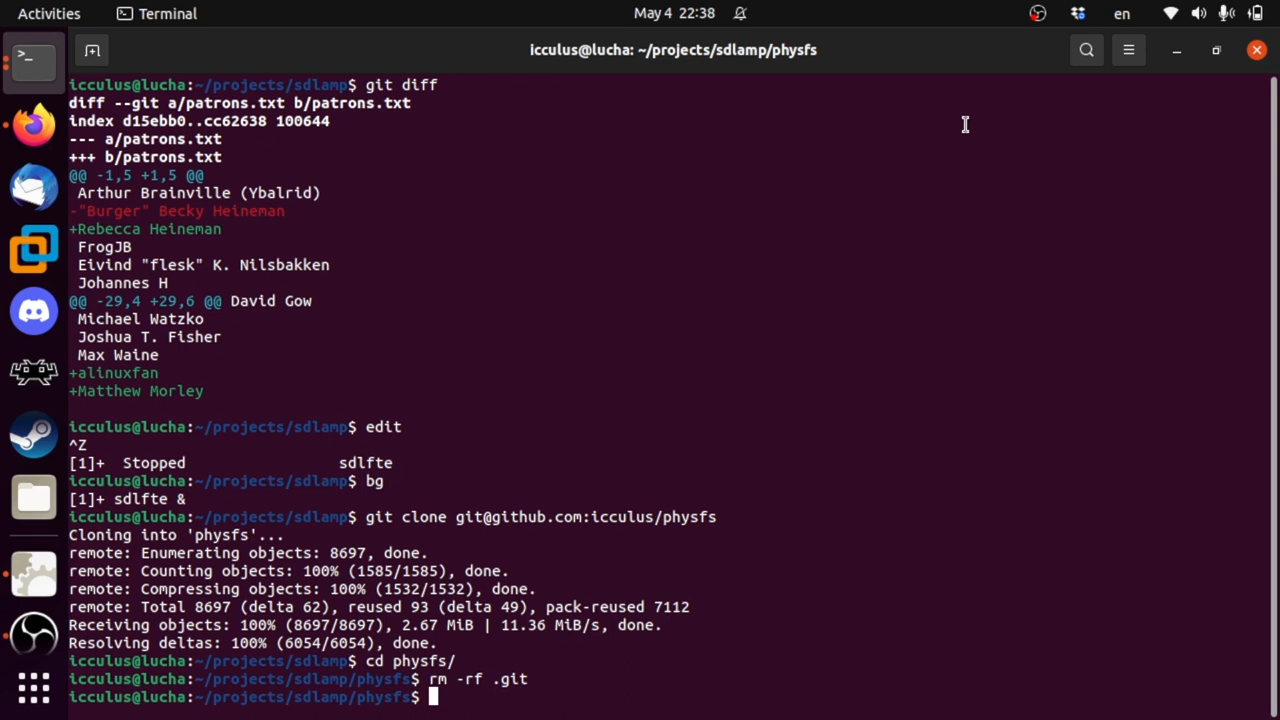 Activities
Terminal
May 4 22:38
en
icculus@lucha: ~/projects/sdlamp/physfs
icculus@lucha:~/projects/sdlamp$ git diff
diff --git a/patrons.txt b/patrons.txt
index d15ebb0..cc62638 100644
--- a/patrons.txt
+++ b/patrons.txt
@@ -1,5 +1,5 @@
 Arthur Brainville (Ybalrid)
-"Burger" Becky Heineman
+Rebecca Heineman
 FrogJB
 Eivind "flesk" K. Nilsbakken
 Johannes H
@@ -29,4 +29,6 @@ David Gow
 Michael Watzko
 Joshua T. Fisher
 Max Waine
+alinuxfan
+Matthew Morley
icculus@lucha:~/projects/sdlamp$ edit
^Z
[1]+  Stopped                 sdlfte
icculus@lucha:~/projects/sdlamp$ bg
[1]+ sdlfte &
icculus@lucha:~/projects/sdlamp$ git clone git@github.com:icculus/physfs
Cloning into 'physfs'...
remote: Enumerating objects: 8697, done.
remote: Counting objects: 100% (1585/1585), done.
remote: Compressing objects: 100% (1532/1532), done.
remote: Total 8697 (delta 62), reused 93 (delta 49), pack-reused 7112
Receiving objects: 100% (8697/8697), 2.67 MiB | 11.36 MiB/s, done.
Resolving deltas: 100% (6054/6054), done.
icculus@lucha:~/projects/sdlamp$ cd physfs/
icculus@lucha:~/projects/sdlamp/physfs$ rm -rf .git
icculus@lucha:~/projects/sdlamp/physfs$